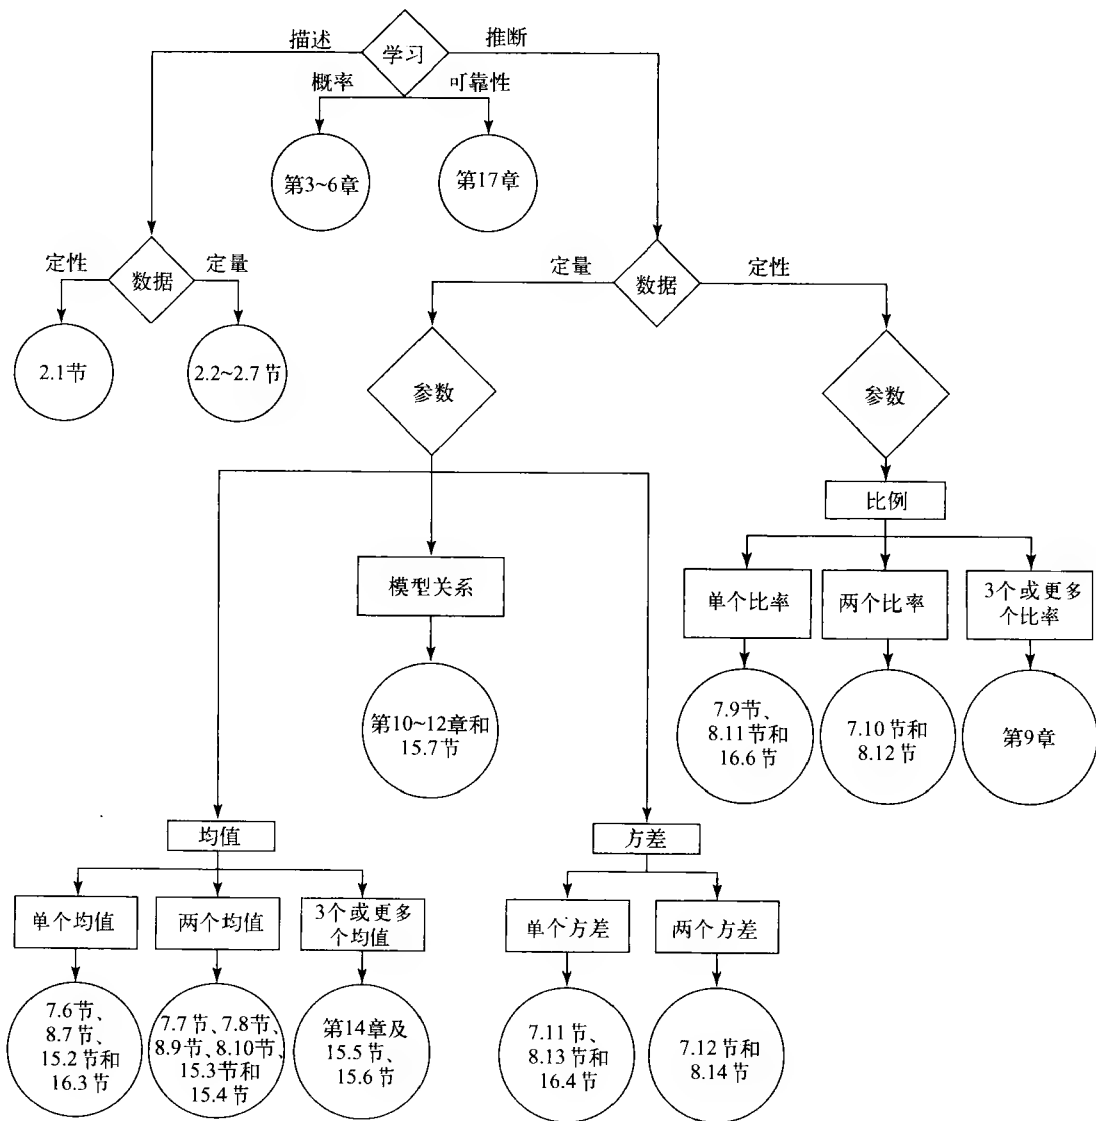 描述
学习
推断
概率
可靠性
第3~6章
第17章
定性
数据
定量
2.1节
2.2~2.7节
定量
数据
定性
参数
参数
比例
模型关系
单个比率
两个比率
3个或更多
个比率
第10~12章和
15.7节
7.9节、
8.11节和
16.6节
7.10节和
8.12节
第9章
均值
方差
单个均值
两个均值
3个或更多
个均值
单个方差
两个方差
7.6节、
8.7节、
15.2节和
16.3节
7.7节、7.8节、
8.9节、8.10节、
15.3节和
15.4节
第14章及
15.5节、
15.6节
7.11节、
8.13节和
16.4节
7.12节和
8.14节